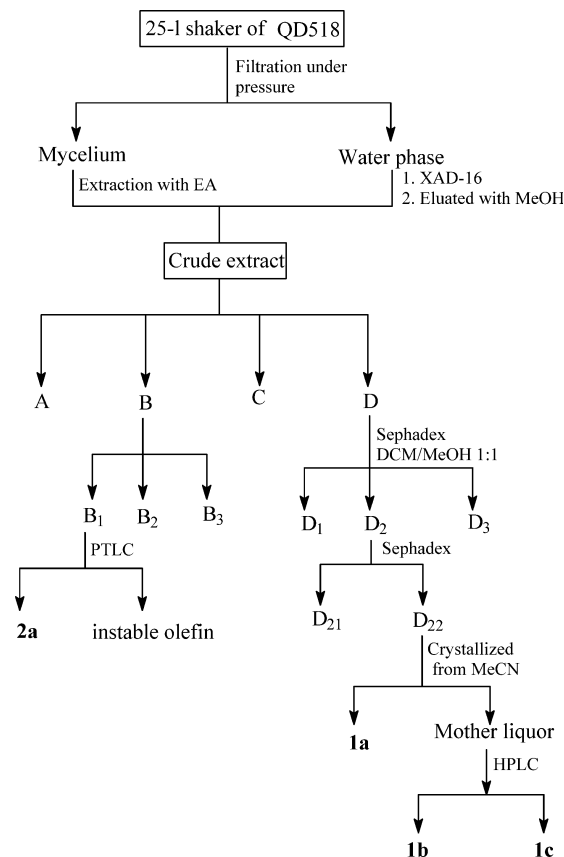 25-l shaker of QD518
Filtration under
pressure
Mycelium
Water phase
Extraction with EA
1. XAD-16
2. Eluated with MeOH
Crude extract
A
B
C
D
Sephadex
DCM/MeOH 1:1
B1
B2
B3
D1
D2
D3
PTLC
Sephadex
2a
instable olefin
D21
D22
Crystallized
from MeCN
1a
Mother liquor
HPLC
1b
1c